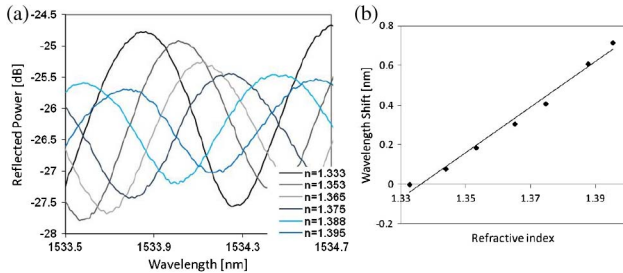 (a)
-24.5
-25
-25.5
-26
-26.5
-27
-27.5
-28
Reflected Power [dB]
1533.5
1533.9
1534.3
1534.7
Wavelength [nm]
n=1.333
n=1.353
n=1.365
n=1.375
n=1.388
n=1.395
(b)
0.8
0.6
0.4
0.2
0
-0.2
Wavelength Shift [nm]
1.33
1.35
1.37
1.39
Refractive index